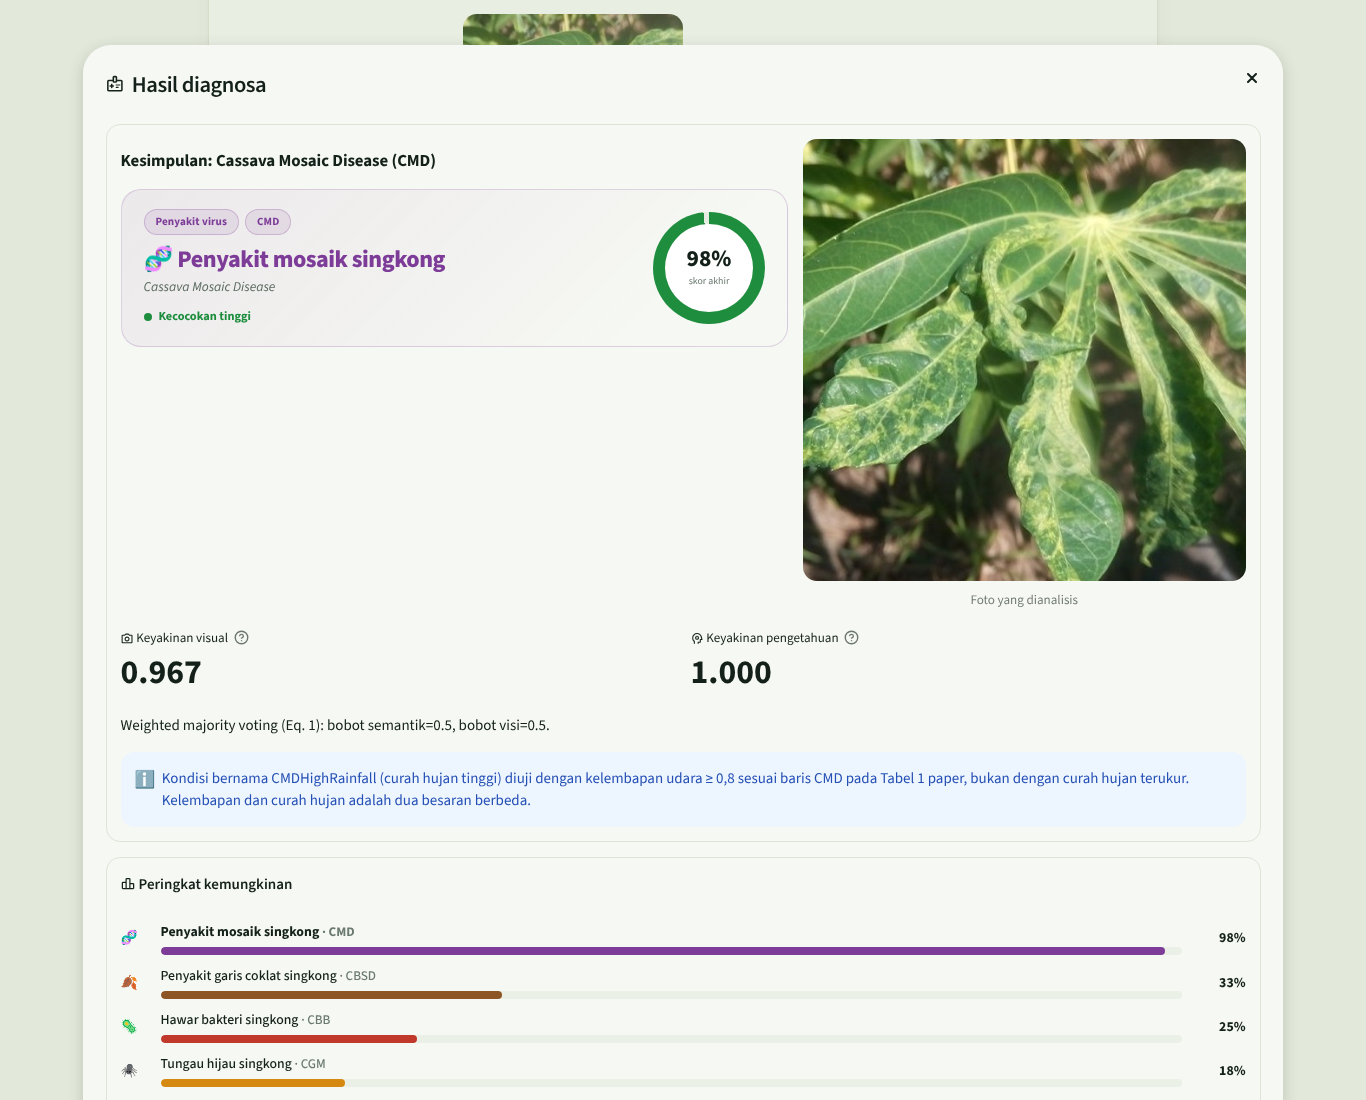 Hasil diagnosa
Kesimpulan: Cassava Mosaic Disease (CMD)
Penyakit virus
CMD
Penyakit mosaik singkong
Cassava Mosaic Disease
Kecocokan tinggi
98%
skor akhir
Foto yang dianalisis
Keyakinan visual
0.967
Keyakinan pengetahuan
1.000
Weighted majority voting (Eq. 1): bobot semantik=0.5, bobot visi=0.5.
Kondisi bernama CMDHighRainfall (curah hujan tinggi) diuji dengan kelembapan udara ≥ 0,8 sesuai baris CMD pada Tabel 1 paper, bukan dengan curah hujan terukur.
Kelembapan dan curah hujan adalah dua besaran berbeda.
Peringkat kemungkinan
Penyakit mosaik singkong · CMD
98%
Penyakit garis coklat singkong · CBSD
33%
Hawar bakteri singkong · CBB
25%
Tungau hijau singkong · CGM
18%